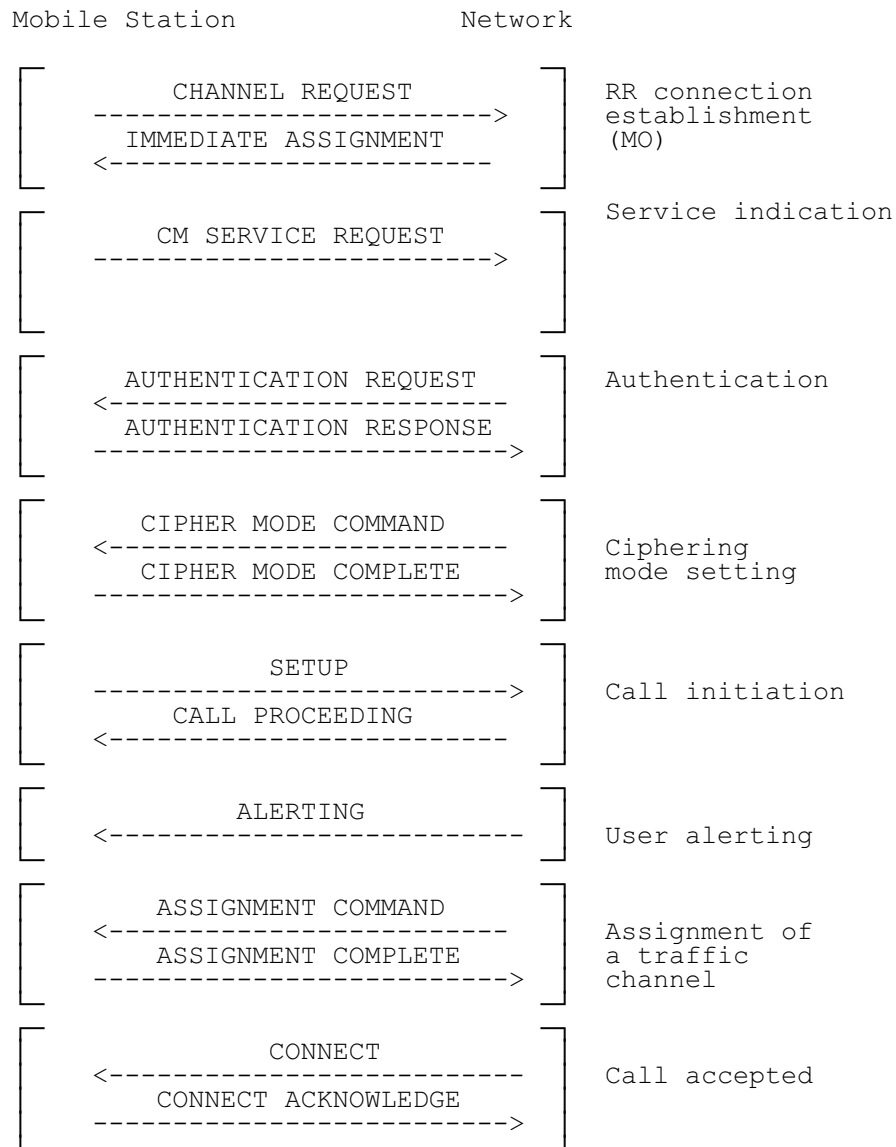 Mobile Station Network
CHANNEL REQUEST RR connection
-------------------------> establishment
IMMEDIATE ASSIGNMENT (MO)
<------------------------
Service indication
CM SERVICE REQUEST
------------------------->
AUTHENTICATION REQUEST Authentication
<-------------------------
AUTHENTICATION RESPONSE
-------------------------->
CIPHER MODE COMMAND
<------------------------- Ciphering
CIPHER MODE COMPLETE mode setting
-------------------------->
SETUP
--------------------------> Call initiation
CALL PROCEEDING
<-------------------------
ALERTING
<-------------------------- User alerting
ASSIGNMENT COMMAND
<------------------------- Assignment of
ASSIGNMENT COMPLETE a traffic
--------------------------> channel
CONNECT
<-------------------------- Call accepted
CONNECT ACKNOWLEDGE
-------------------------->